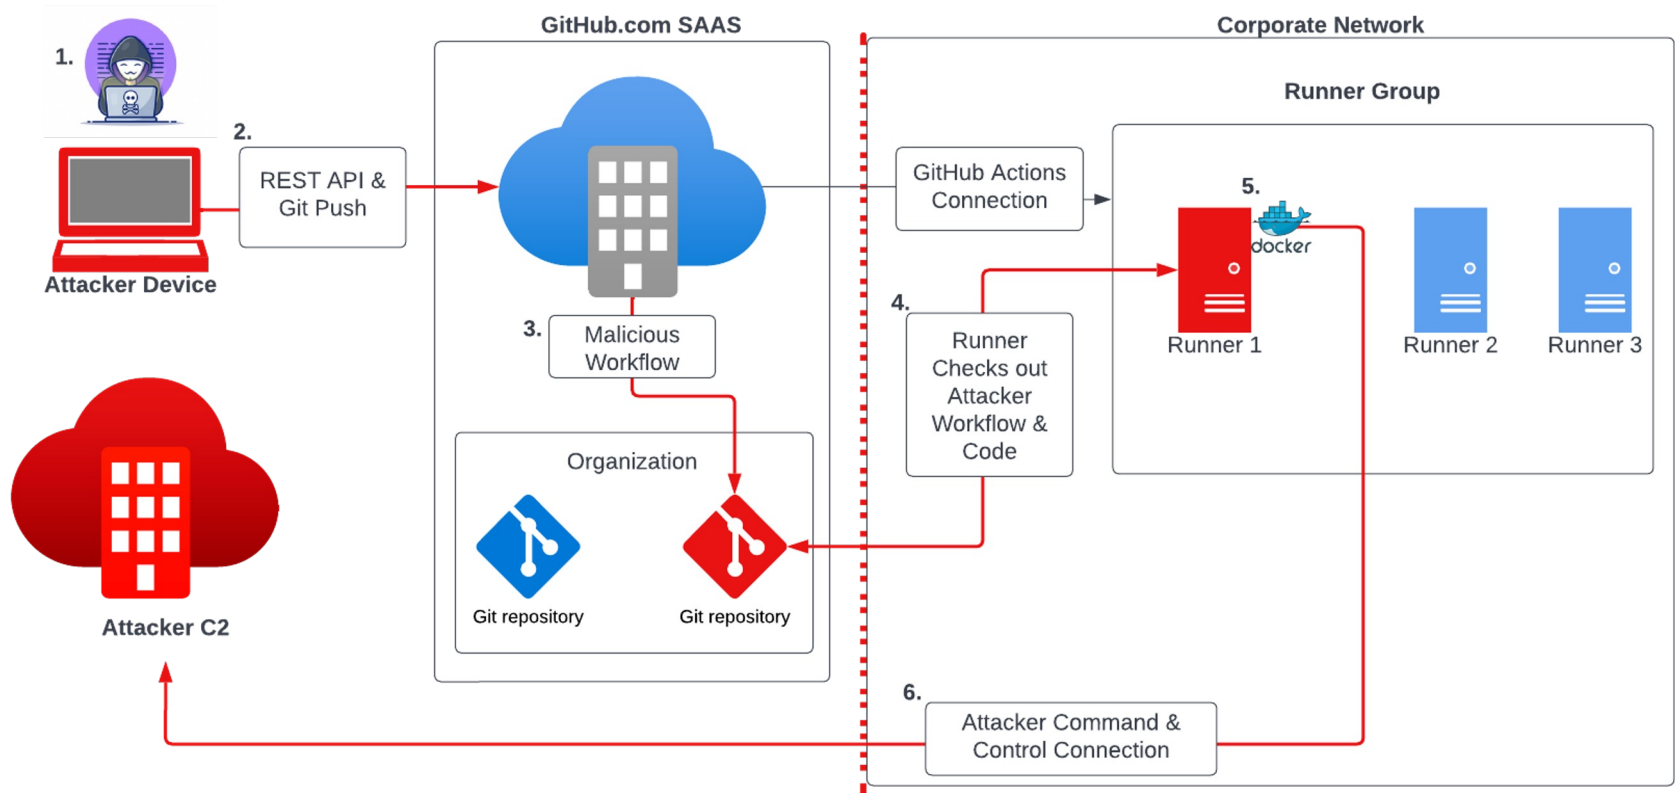 GitHub.com SAAS
Corporate Network
1.
Runner Group
2.
REST API &
Git Push
GitHub Actions
Connection
5.
docker
Attacker Device
3.
Malicious
Workflow
4.
Runner
Checks out
Attacker
Workflow &
Code
Runner 1
Runner 2
Runner 3
Organization
Git repository
Git repository
Attacker C2
6.
Attacker Command &
Control Connection